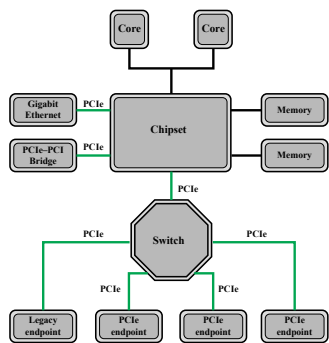 Core
Core
Gigabit
Ethernet
PCIe
Chipset
Memory
PCIe–PCI
Bridge
PCIe
Memory
PCIe
PCIe
Switch
PCIe
PCIe
PCIe
Legacy
endpoint
PCIe
endpoint
PCIe
endpoint
PCIe
endpoint